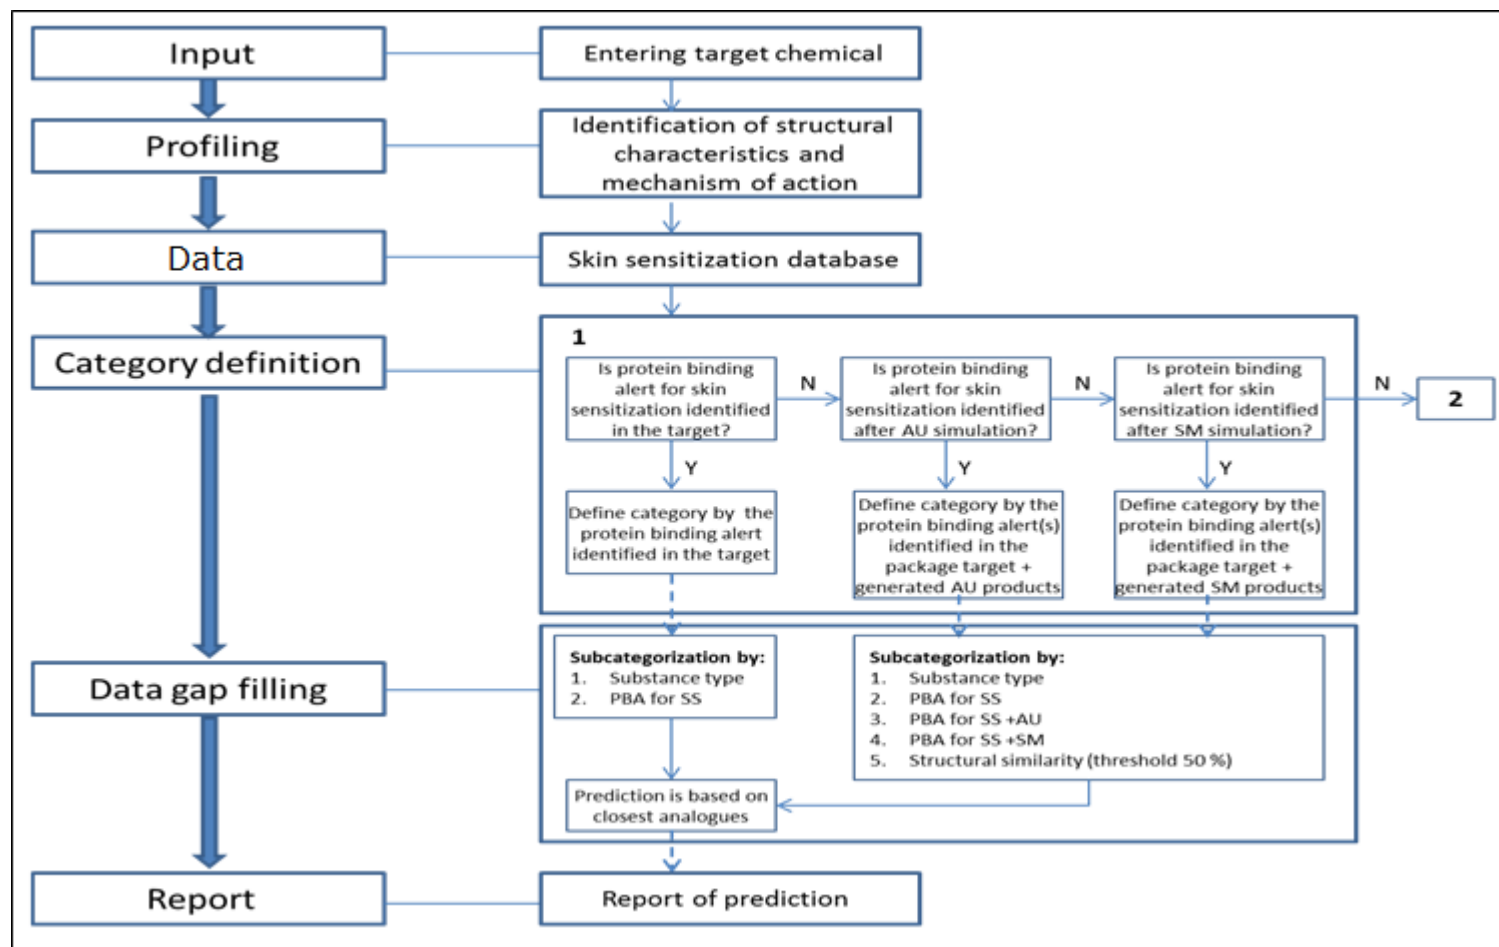 Input
Entering target chemical
Profiling
Identification of structural
characteristics and
mechanism of action
Data
Skin sensitization database
Category definition
1
Is protein binding
alert for skin
sensitization identified
in the target?
N
Is protein binding
alert for skin
sensitization identified
after AU simulation?
N
Is protein binding
alert for skin
sensitization identified
after SM simulation?
N
2
Y
Y
Y
Define category by the
protein binding alert
identified in the target
Define category by the
protein binding alert(s)
identified in the
package target +
generated AU products
Define category by the
protein binding alert(s)
identified in the
package target +
generated SM products
Data gap filling
Subcategorization by:
1. Substance type
2. PBA for SS
Subcategorization by:
1. Substance type
2. PBA for SS
3. PBA for SS +AU
4. PBA for SS +SM
5. Structural similarity (threshold 50 %)
Prediction is based on
closest analogues
Report
Report of prediction